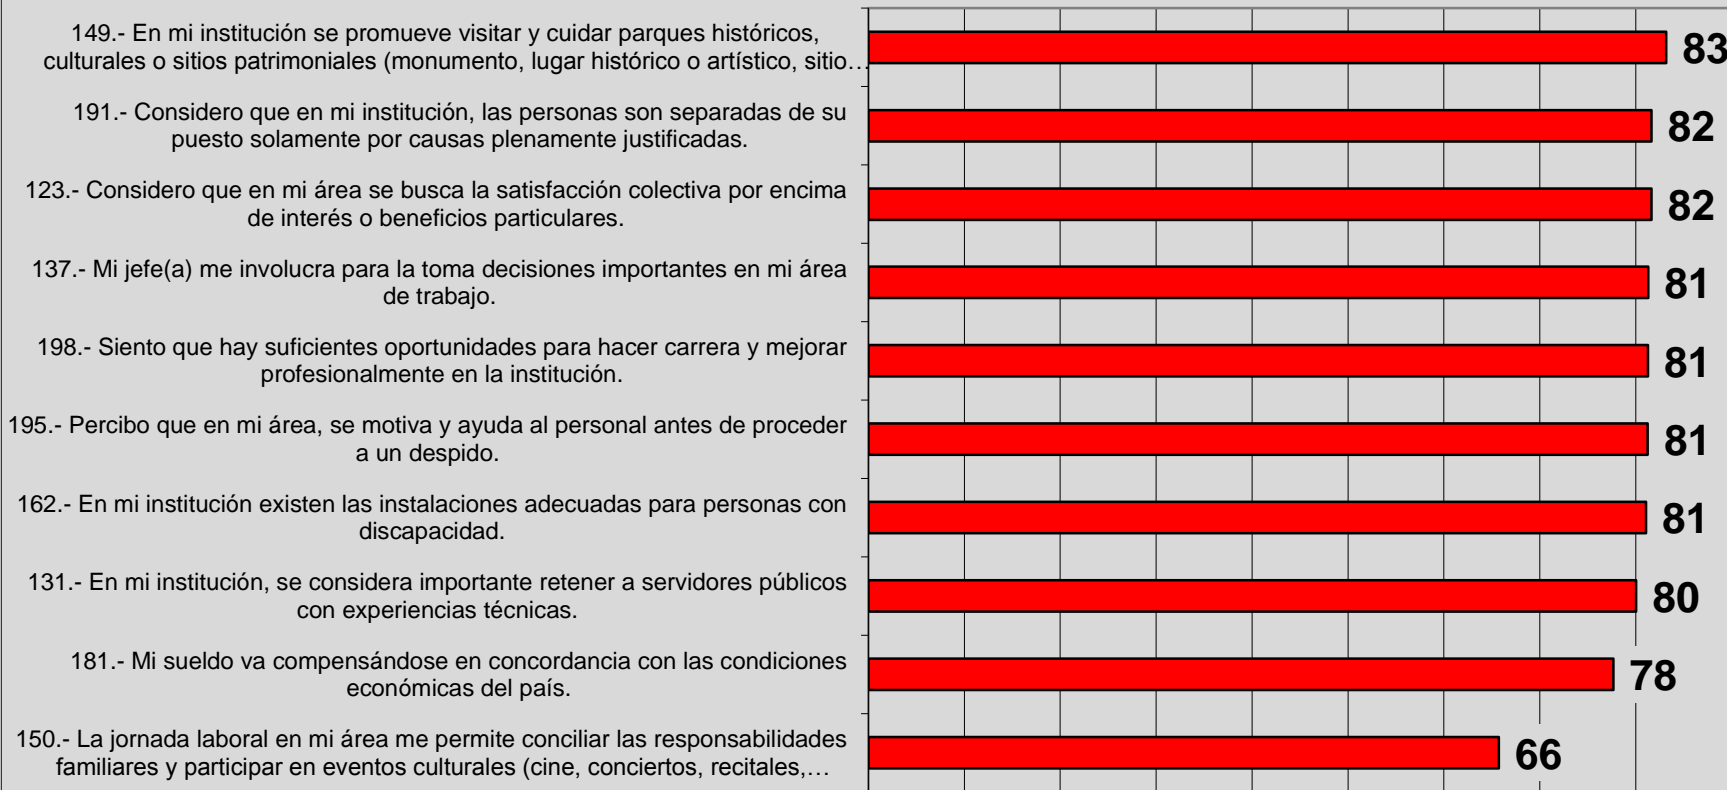 149.- En mi institución se promueve visitar y cuidar parques históricos,
culturales o sitios patrimoniales (monumento, lugar histórico o artístico, sitio…
83
191.- Considero que en mi institución, las personas son separadas de su
puesto solamente por causas plenamente justificadas.
82
123.- Considero que en mi área se busca la satisfacción colectiva por encima
de interés o beneficios particulares.
82
137.- Mi jefe(a) me involucra para la toma decisiones importantes en mi área
de trabajo.
81
198.- Siento que hay suficientes oportunidades para hacer carrera y mejorar
profesionalmente en la institución.
81
195.- Percibo que en mi área, se motiva y ayuda al personal antes de proceder
a un despido.
81
162.- En mi institución existen las instalaciones adecuadas para personas con
discapacidad.
81
131.- En mi institución, se considera importante retener a servidores públicos
con experiencias técnicas.
80
181.- Mi sueldo va compensándose en concordancia con las condiciones
económicas del país.
78
150.- La jornada laboral en mi área me permite conciliar las responsabilidades
familiares y participar en eventos culturales (cine, conciertos, recitales,…
66